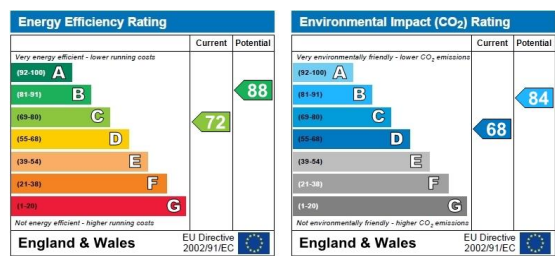 Energy Efficiency Rating
Current Potential
Very energy efficient - lower running costs
(92-100) A
(81-91) B
88
(69-80) C
72
(55-68) D
(39-54) E
(21-38) F
(1-20) G
Not energy efficient - higher running costs
England & Wales
EU Directive
2002/91/EC
Environmental Impact (CO2) Rating
Current Potential
Very environmentally friendly - lower CO2 emissions
(92-100) A
(81-91) B
84
(69-80) C
(55-68) D
68
(39-54) E
(21-38) F
(1-20) G
Not environmentally friendly - higher CO2 emissions
England & Wales
EU Directive
2002/91/EC